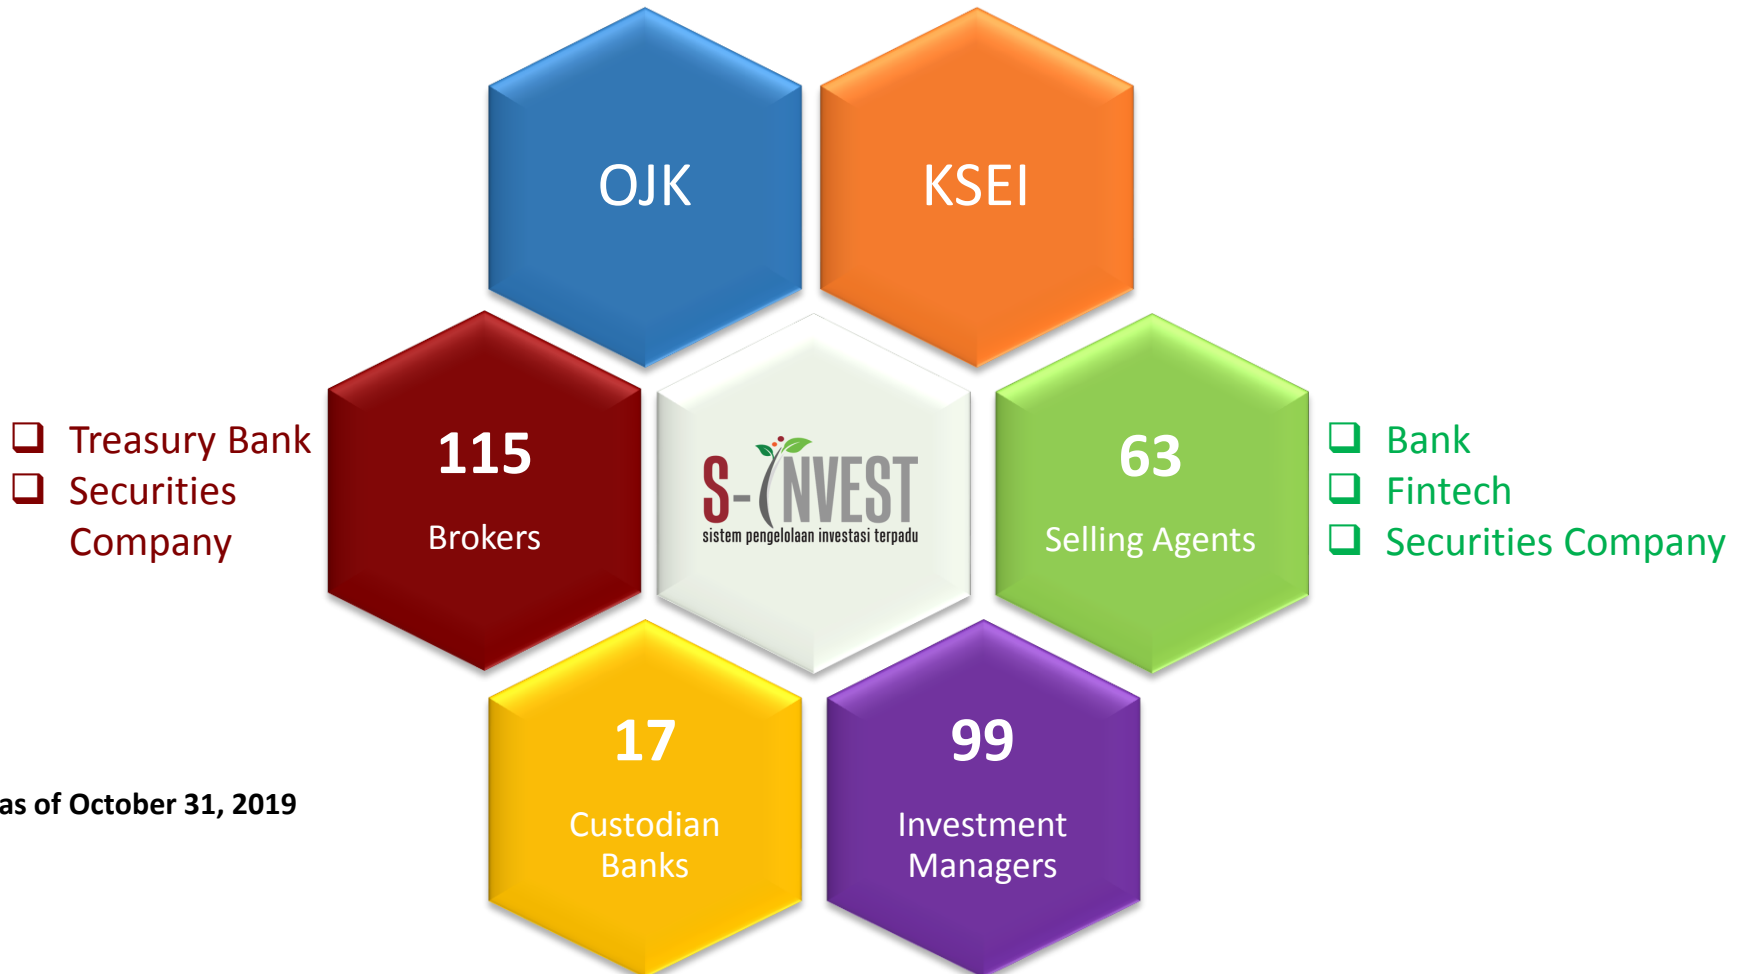 OJK
KSEI
❑ Treasury Bank
❑ Securities
Company
115
Brokers
S-INVEST
sistem pengelolaan investasi terpadu
63
Selling Agents
❑ Bank
❑ Fintech
❑ Securities Company
17
Custodian
Banks
99
Investment
Managers
as of October 31, 2019